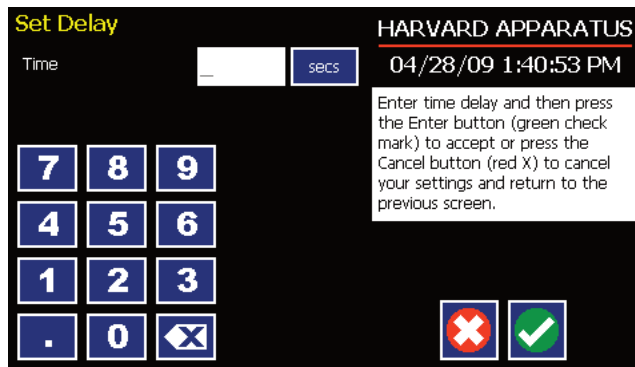 Set Delay
HARVARD APPARATUS
Time
_
secs
04/28/09 1:40:53 PM
Enter time delay and then press
the Enter button (green check
mark) to accept or press the
Cancel button (red X) to cancel
your settings and return to the
previous screen.
7 8 9
4 5 6
1 2 3
. 0